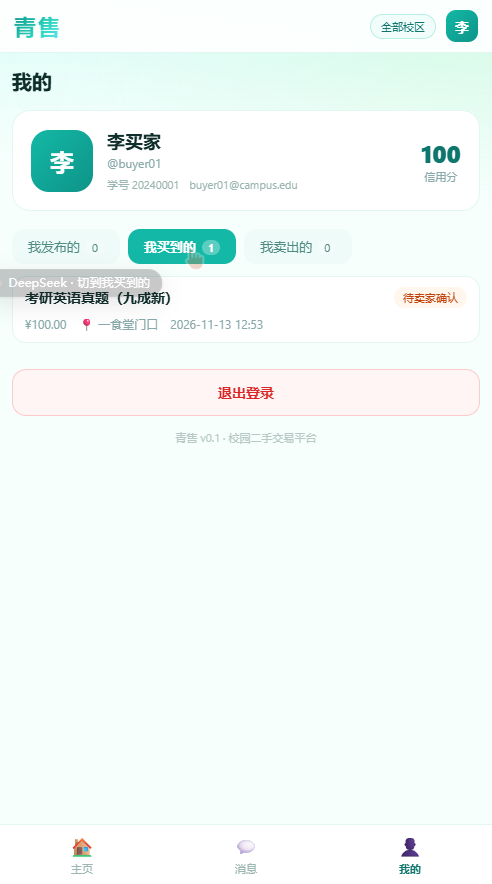 青售
全部校区
李
我的
李
李买家
@buyer01
学号 20240001 buyer01@campus.edu
100
信用分
我发布的 0
我买到的 1
我卖出的 0
DeepSeek · 切到我买到的
考研英语真题（九成新）
待卖家确认
¥100.00 一食堂门口 2026-11-13 12:53
退出登录
青售 v0.1 · 校园二手交易平台
主页
消息
我的